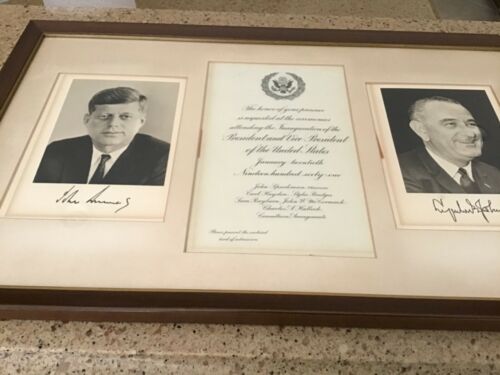 The honor of your presence
is requested at the ceremonies
attending the Inauguration of the
President and Vice President
of the United States
January twentieth
Nineteen hundred sixty-one
John Sparkman, Chairman
Carl Hayden, Styles Bridges
Sam Rayburn, John W. McCormack
Charles A. Halleck
Committee on Arrangements
Please present the enclosed
card of admission